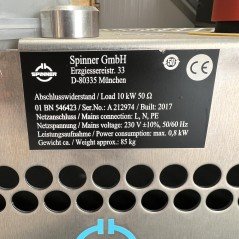 SPINNER
Spinner GmbH
Erzgiessereistr. 33
D-80335 München
50
Abschlusswiderstand / Load 10 kW 50 Ω
01 BN 546423 / Ser.No: A 212974 / Built: 2017
Netzanschluss / Mains connection: L, N, PE
Netzspannung / Mains voltage: 230 V ±10%, 50/60 Hz
Leistungsaufnahme / Power consumption: max. 0,8 kW
Gewicht ca. / Weight approx.: 85 kg